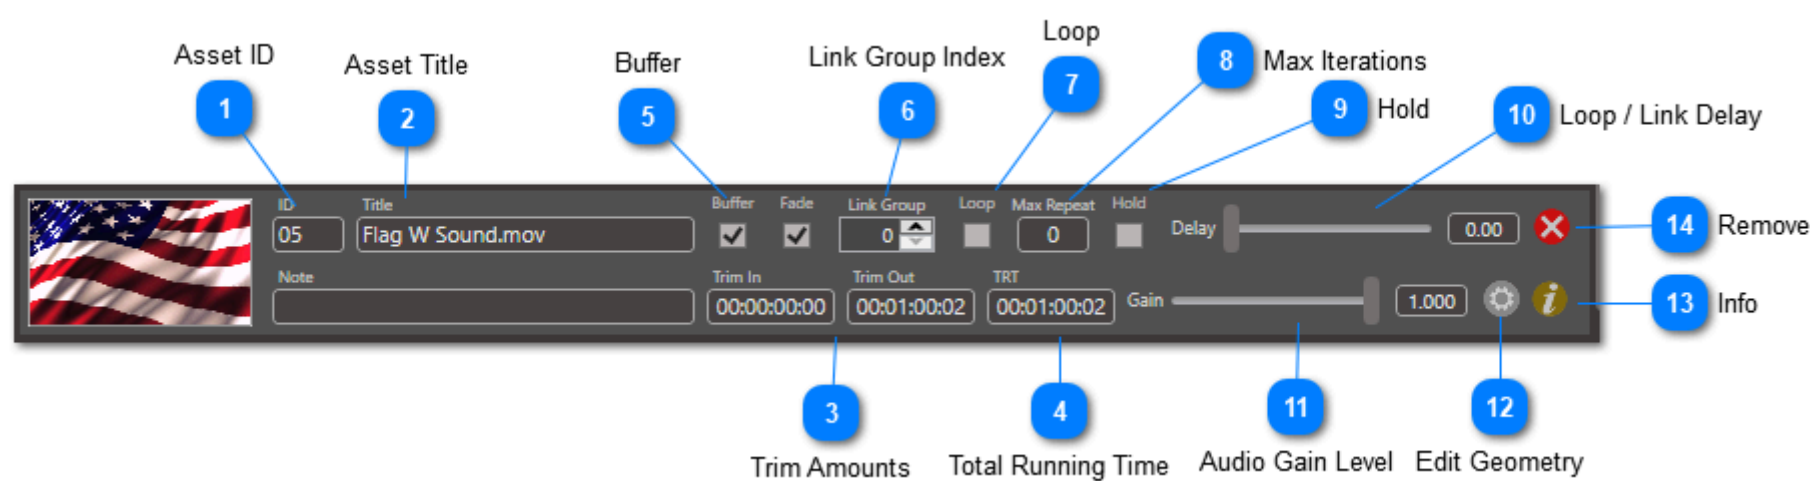 Asset ID
1
Asset Title
2
Buffer
5
Link Group Index
6
Loop
7
8 Max Iterations
9 Hold
10 Loop / Link Delay
ID Title Buffer Fade Link Group Loop Max Repeat Hold
05 Flag W Sound.mov 0 0 Delay 0.00
14 Remove
Note Trim In Trim Out TRT
00:00:00:00 00:01:00:02 00:01:00:02 Gain 1.000 i
13 Info
3
Trim Amounts
4
Total Running Time
11
Audio Gain Level
12
Edit Geometry